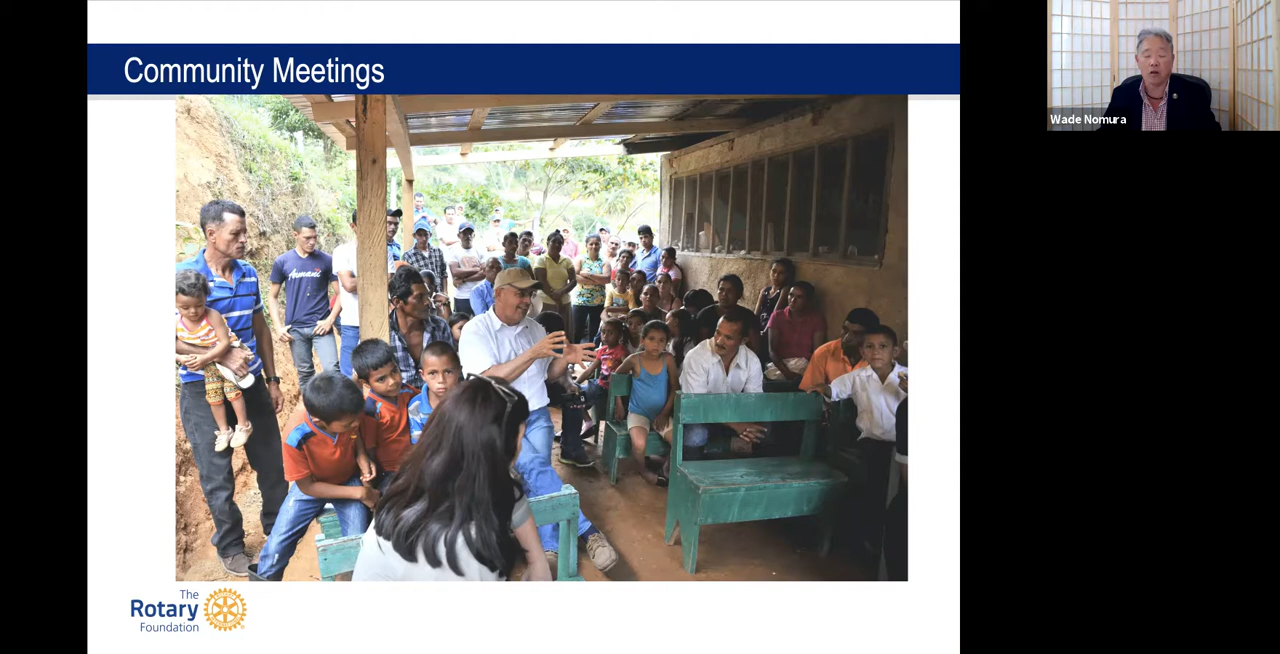 Community Meetings
Wade Nomura
Armani
The
Rotary
Foundation